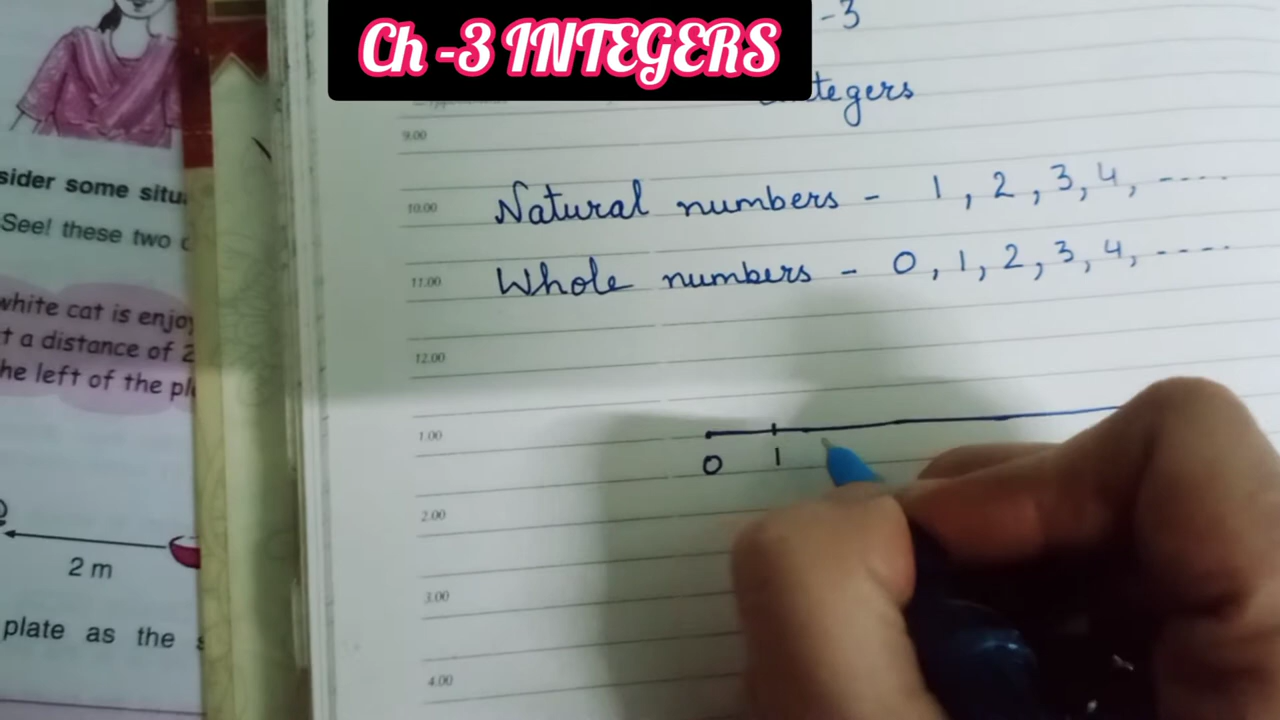 Ch -3 INTEGERS
-3
tegers
9.00
Natural numbers - 1, 2, 3, 4, ----
10.00
Whole numbers - 0, 1, 2, 3, 4, ----
11.00
12.00
1.00
0 1
2.00
3.00
4.00
sider some situ
See! these two
white cat is enjoy
t a distance of 2
he left of the pl
2 m
plate as the